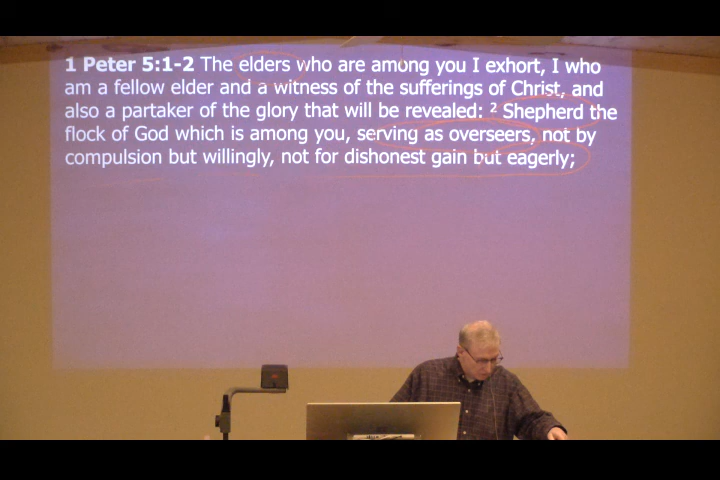 1 Peter 5:1-2 The elders who are among you I exhort, I who
am a fellow elder and a witness of the sufferings of Christ, and
also a partaker of the glory that will be revealed: ² Shepherd the
flock of God which is among you, serving as overseers, not by
compulsion but willingly, not for dishonest gain but eagerly;